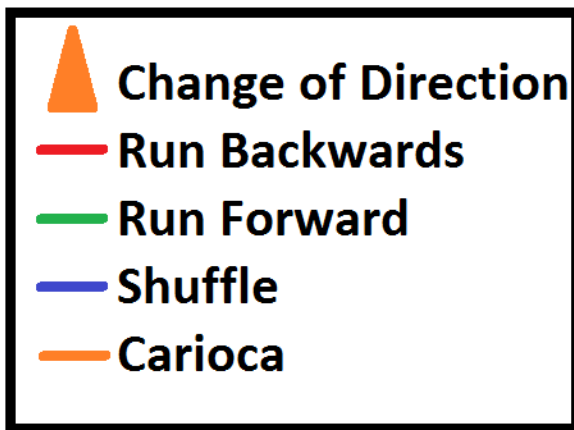 Change of Direction
Run Backwards
Run Forward
Shuffle
Carioca